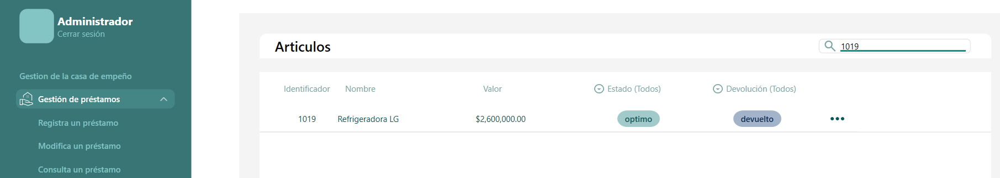 Administrador
Cerrar sesión
Gestion de la casa de empeño
Gestión de préstamos
Registra un préstamo
Modifica un préstamo
Consulta un préstamo
Articulos
1019
Identificador Nombre Valor Estado (Todos) Devolución (Todos)
1019 Refrigeradora LG $2,600,000.00 optimo devuelto